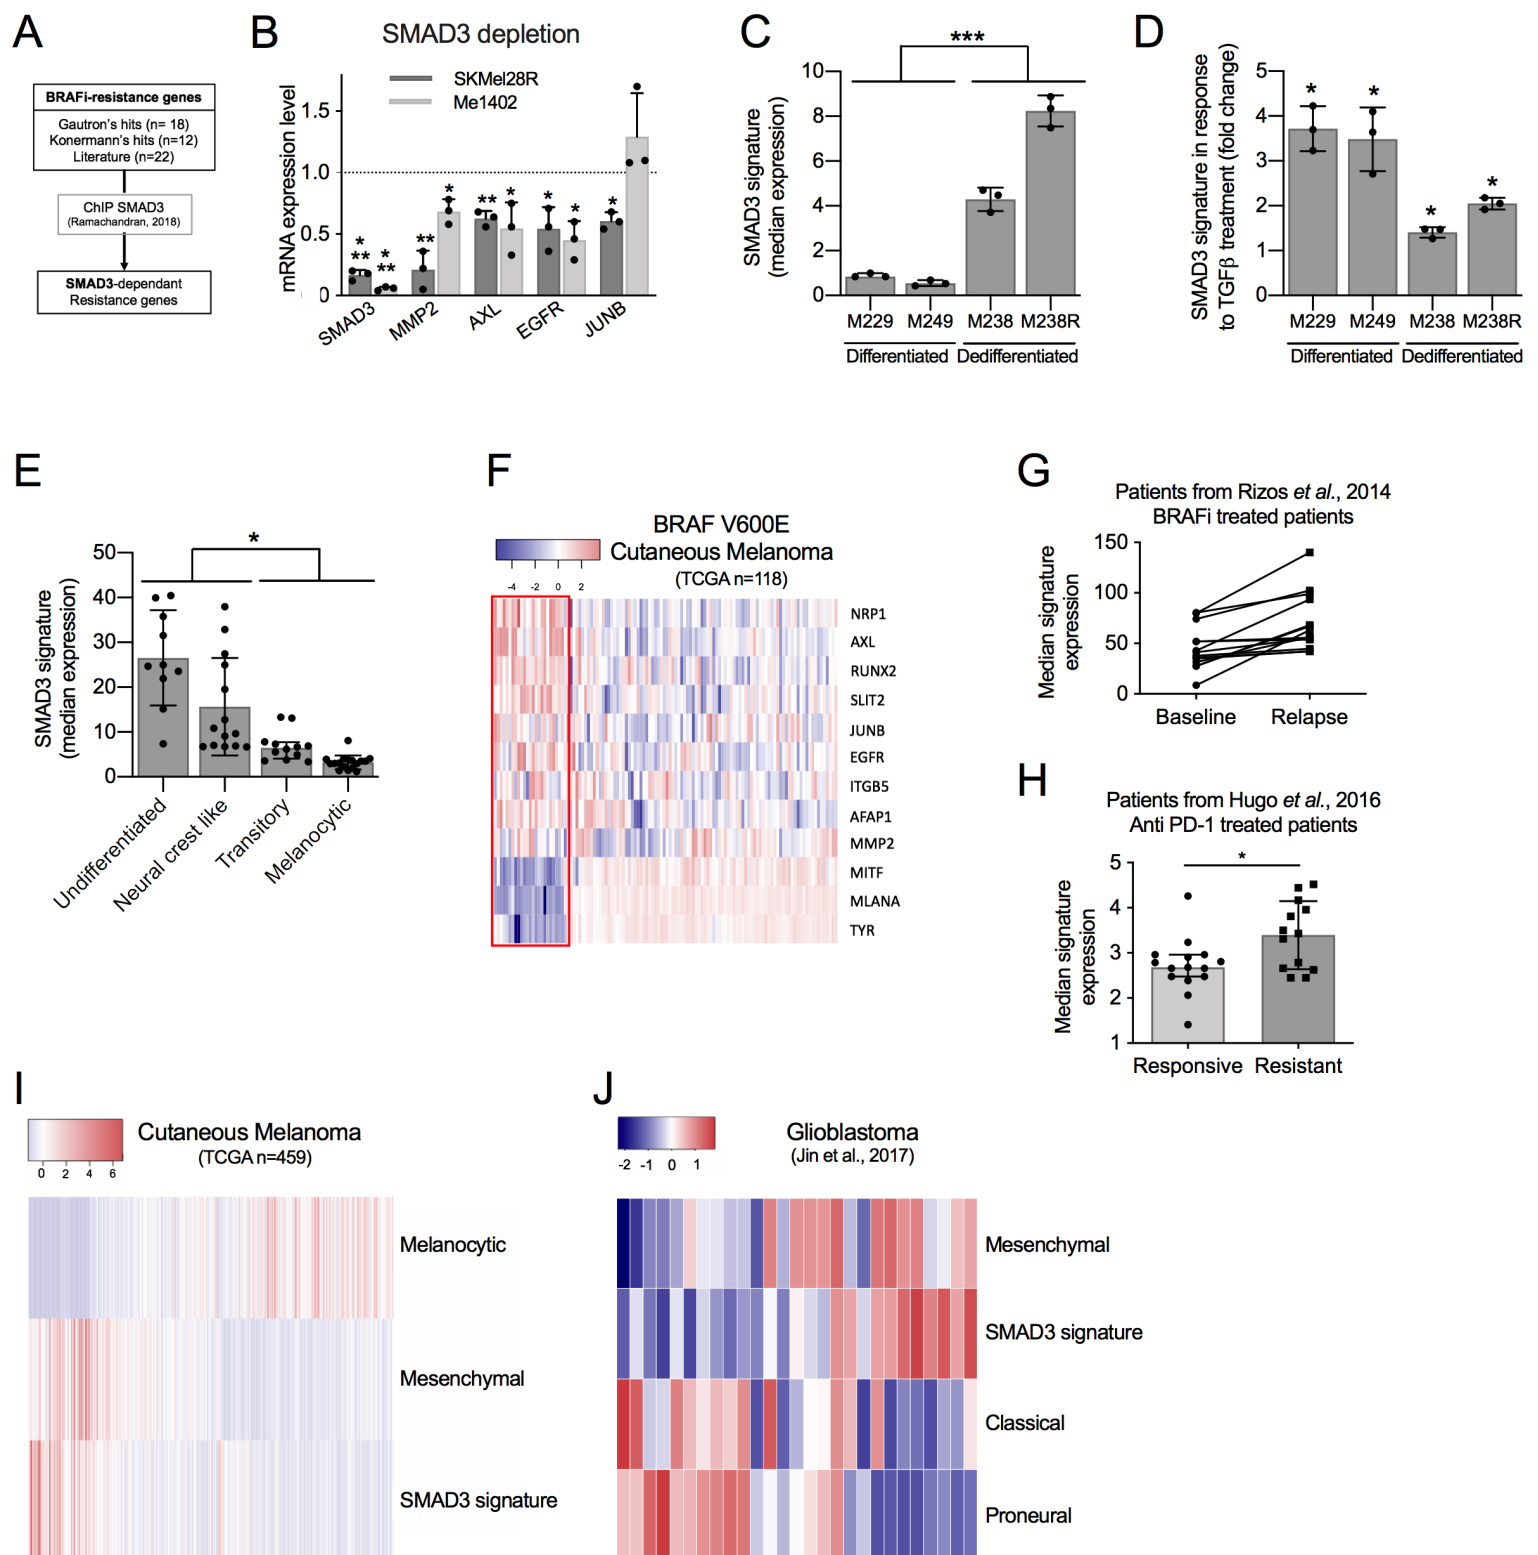 A
BRAFi-resistance genes
Gautron's hits (n= 18)
Konermann's hits (n=12)
Literature (n=22)
ChIP SMAD3
(Ramachandran, 2018)
SMAD3-dependant
Resistance genes
B
SMAD3 depletion
SKMel28R
Me1402
mRNA expression level
1.5
1.0
0.5
0
* ** * ** ** * ** * * * *
SMAD3 MMP2 AXL EGFR JUNB
C
***
SMAD3 signature
(median expression)
10
8
6
4
2
0
M229 M249 M238 M238R
Differentiated Dedifferentiated
D
SMAD3 signature in response
to TGFβ treatment (fold change)
5
4
3
2
1
0
* * * *
M229 M249 M238 M238R
Differentiated Dedifferentiated
E
*
SMAD3 signature
(median expression)
50
40
30
20
10
0
Undifferentiated
Neural crest like
Transitory
Melanocytic
F
BRAF V600E
Cutaneous Melanoma
(TCGA n=118)
-4 -2 0 2
NRP1
AXL
RUNX2
SLIT2
JUNB
EGFR
ITGB5
AFAP1
MMP2
MITF
MLANA
TYR
G
Patients from Rizos et al., 2014
BRAFi treated patients
Median signature
expression
150
100
50
0
Baseline Relapse
H
Patients from Hugo et al., 2016
Anti PD-1 treated patients
*
Median signature
expression
5
4
3
2
1
Responsive Resistant
I
Cutaneous Melanoma
(TCGA n=459)
0 2 4 6
Melanocytic
Mesenchymal
SMAD3 signature
J
Glioblastoma
(Jin et al., 2017)
-2 -1 0 1
Mesenchymal
SMAD3 signature
Classical
Proneural